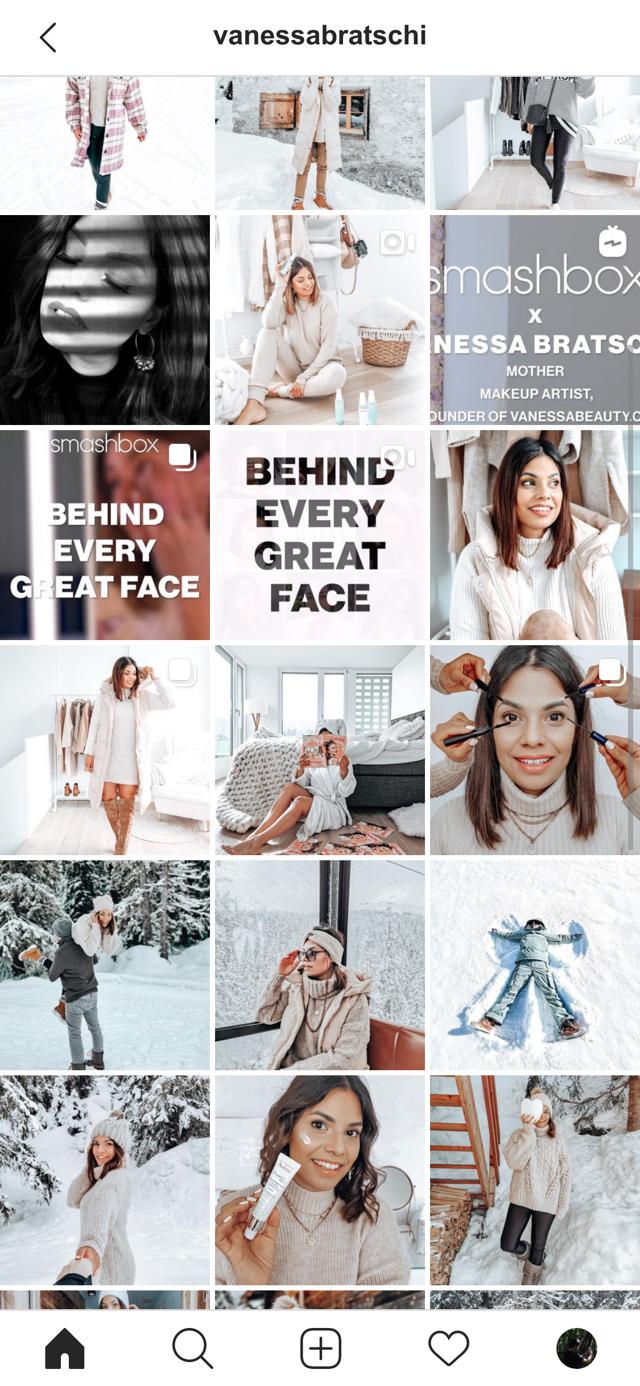 vanessabratschi
smashbox
X
NESSA BRATSC
MOTHER
MAKEUP ARTIST,
OUNDER OF VANESSABEAUTY.C
smashbox
BEHIND
EVERY
GREAT FACE
BEHIND
EVERY
GREAT
FACE